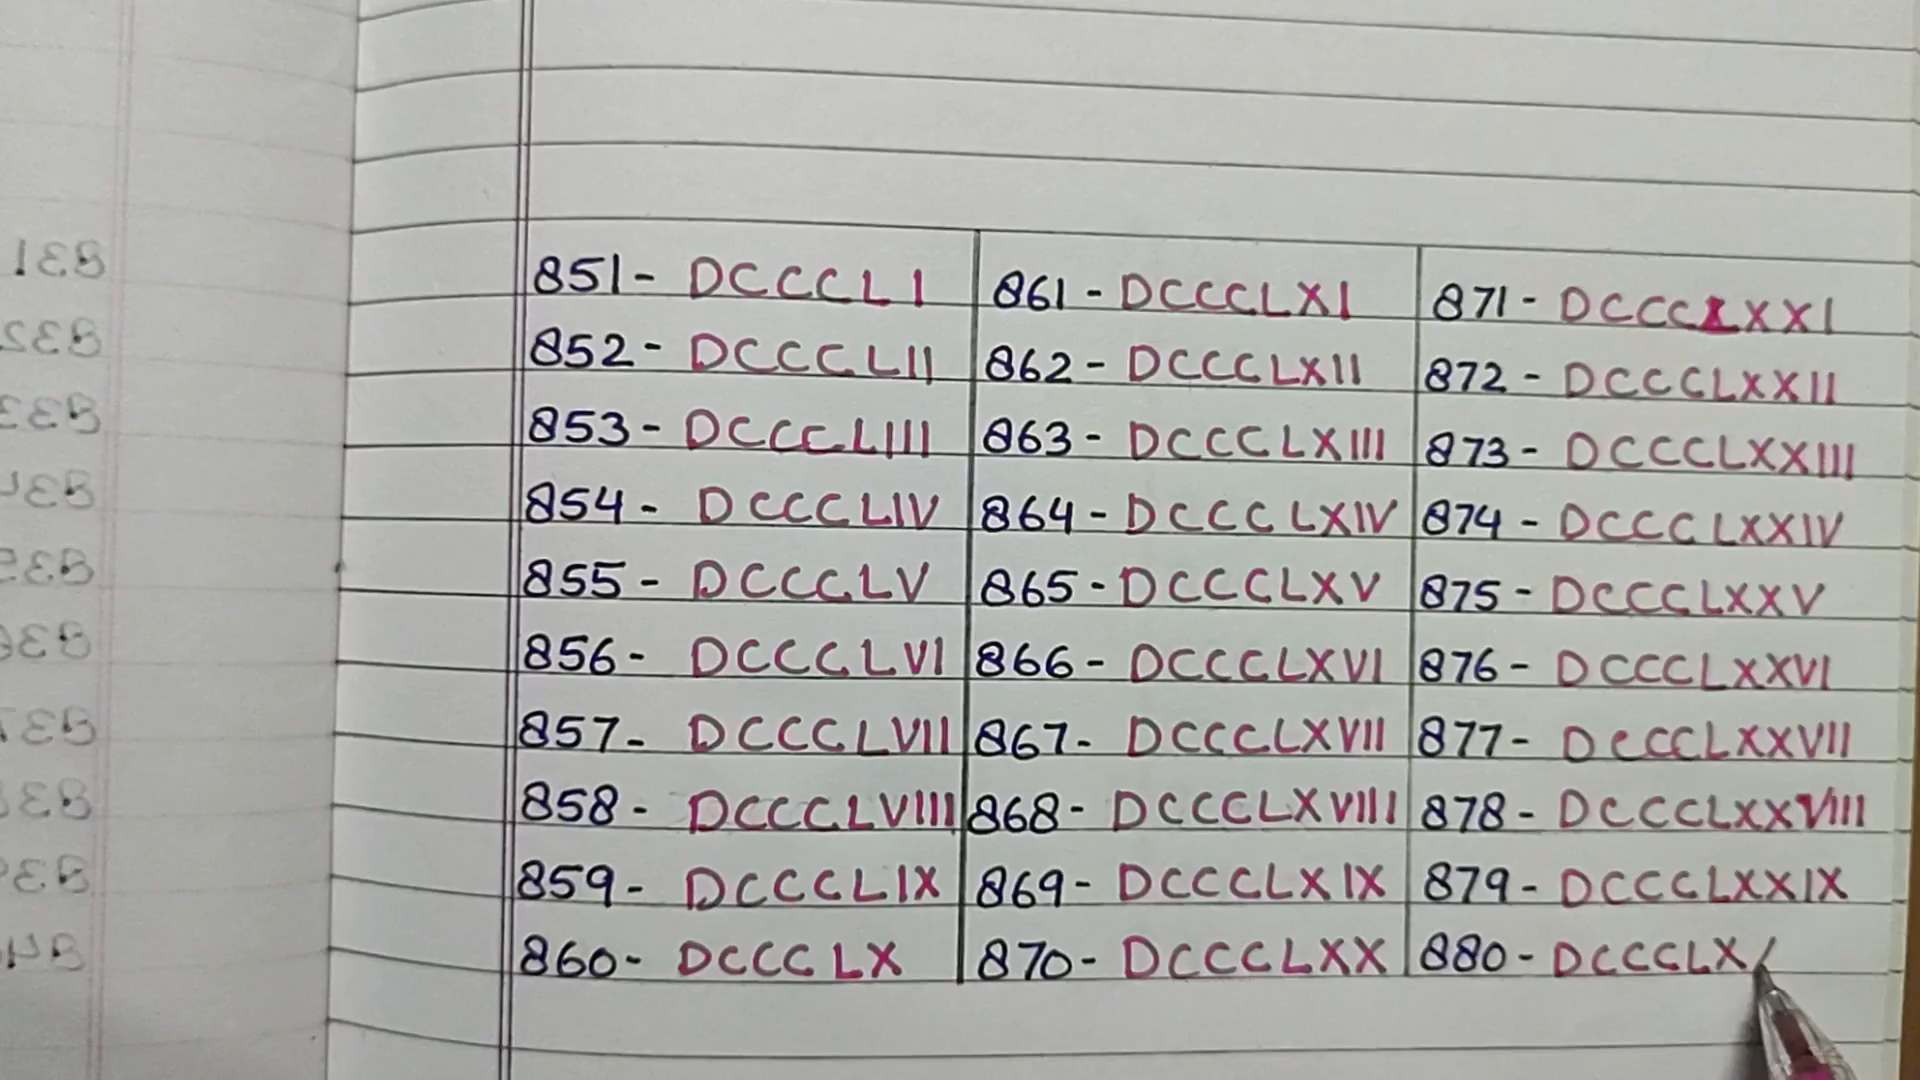 851 - DCCCLI 861 - DCCCLXI 871 - DCCCLXXI
852 - DCCCLII 862 - DCCCLXII 872 - DCCCLXXII
853 - DCCCLIII 863 - DCCCLXIII 873 - DCCCLXXIII
854 - DCCCLIV 864 - DCCCLXIV 874 - DCCCLXXIV
855 - DCCCLV 865 - DCCCLXV 875 - DCCCLXXV
856 - DCCCLVI 866 - DCCCLXVI 876 - DCCCLXXVI
857 - DCCCLVII 867 - DCCCLXVII 877 - DCCCLXXVII
858 - DCCCLVIII 868 - DCCCLXVIII 878 - DCCCLXXVIII
859 - DCCCLIX 869 - DCCCLXIX 879 - DCCCLXXIX
860 - DCCCLX 870 - DCCCLXX 880 - DCCCLX/